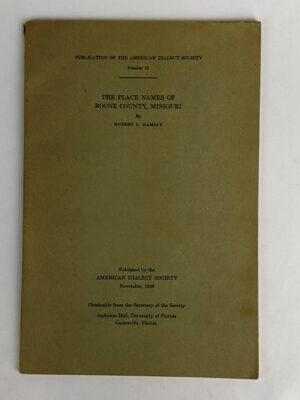 PUBLICATION OF THE AMERICAN DIALECT SOCIETY
Number 18
THE PLACE NAMES OF
BOONE COUNTY, MISSOURI
By
ROBERT L. RAMSAY
Published by the
AMERICAN DIALECT SOCIETY
November, 1952
Obtainable from the Secretary of the Society
Anderson Hall, University of Florida
Gainesville, Florida